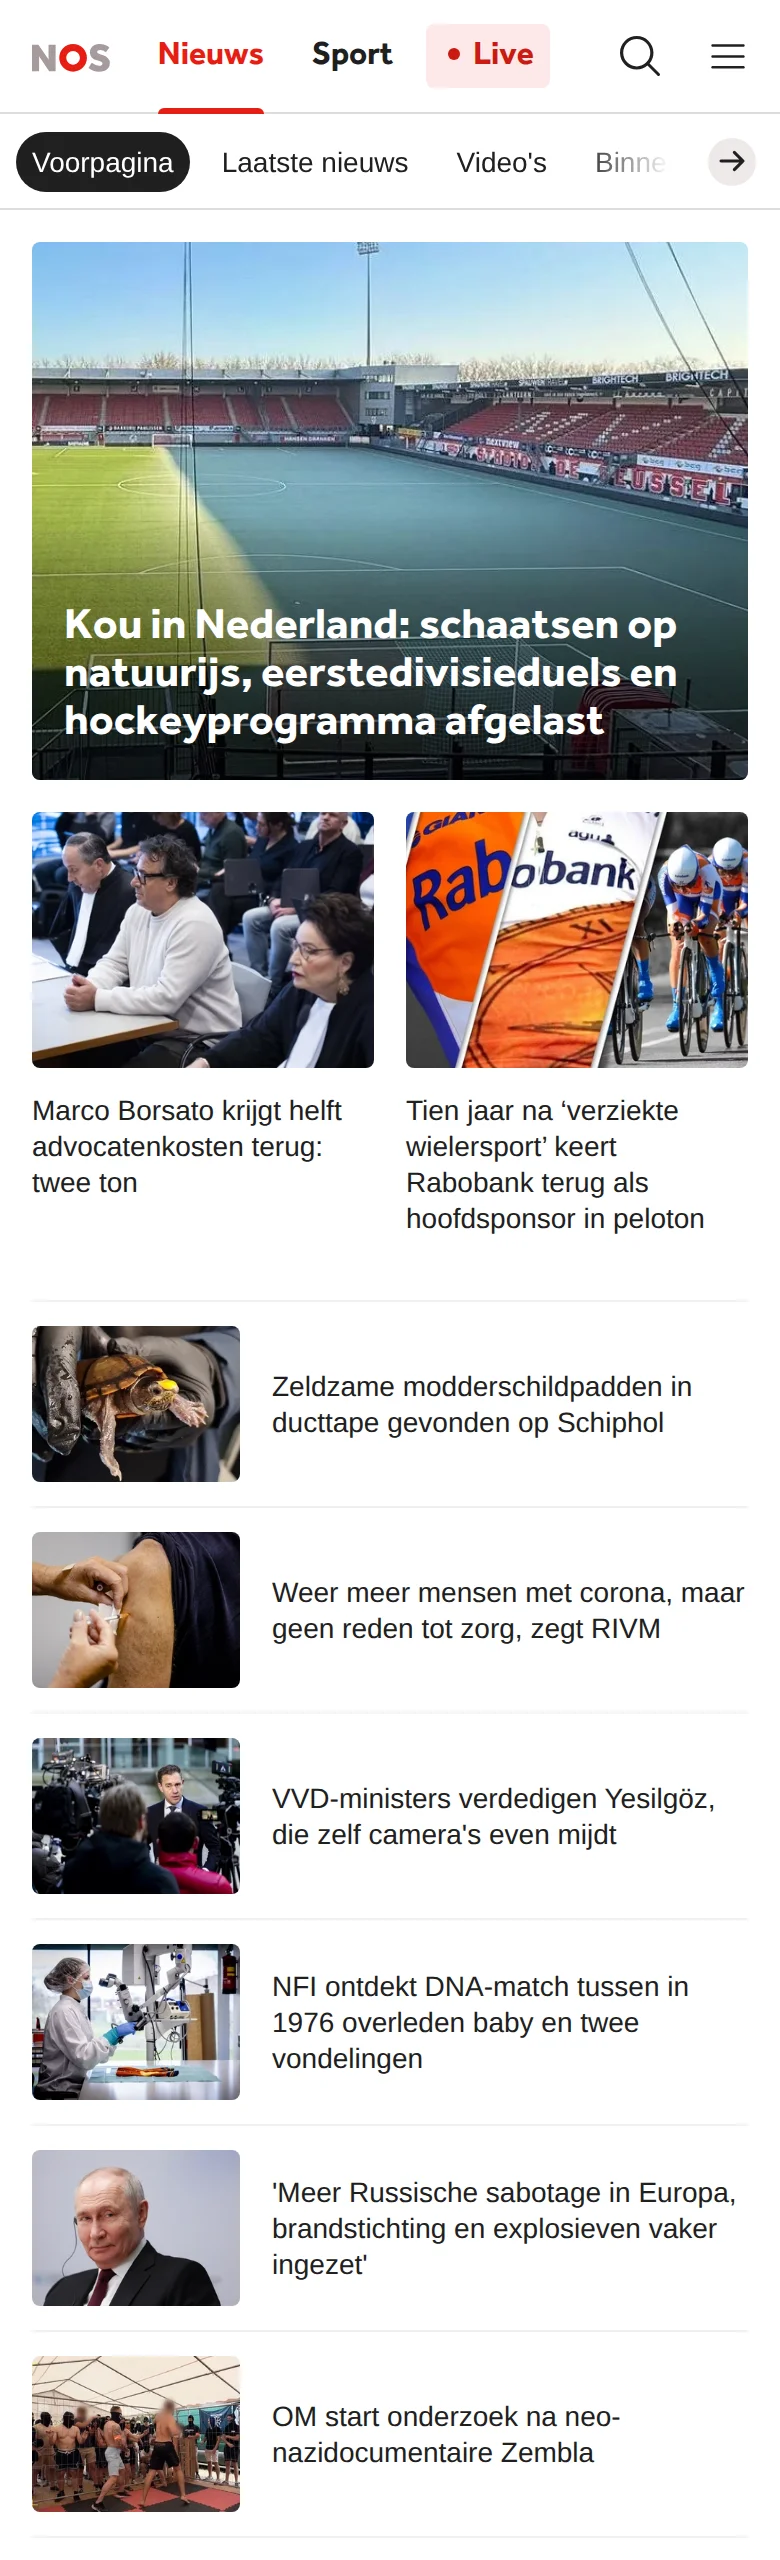 NOS
Nieuws
Sport
Live
Voorpagina
Laatste nieuws
Video's
Binne
BRIGHTECH
BRIGHTECH
nextview
Kou in Nederland: schaatsen op
natuurijs, eerstedivisieduels en
hockeyprogramma afgelast
Rabobank
agu
XI
Marco Borsato krijgt helft
advocatenkosten terug:
twee ton
Tien jaar na ‘verziekte
wielersport’ keert
Rabobank terug als
hoofdsponsor in peloton
Zeldzame modderschildpadden in
ducttape gevonden op Schiphol
Weer meer mensen met corona, maar
geen reden tot zorg, zegt RIVM
VVD-ministers verdedigen Yesilgöz,
die zelf camera's even mijdt
NFI ontdekt DNA-match tussen in
1976 overleden baby en twee
vondelingen
'Meer Russische sabotage in Europa,
brandstichting en explosieven vaker
ingezet'
OM start onderzoek na neo-
nazidocumentaire Zembla